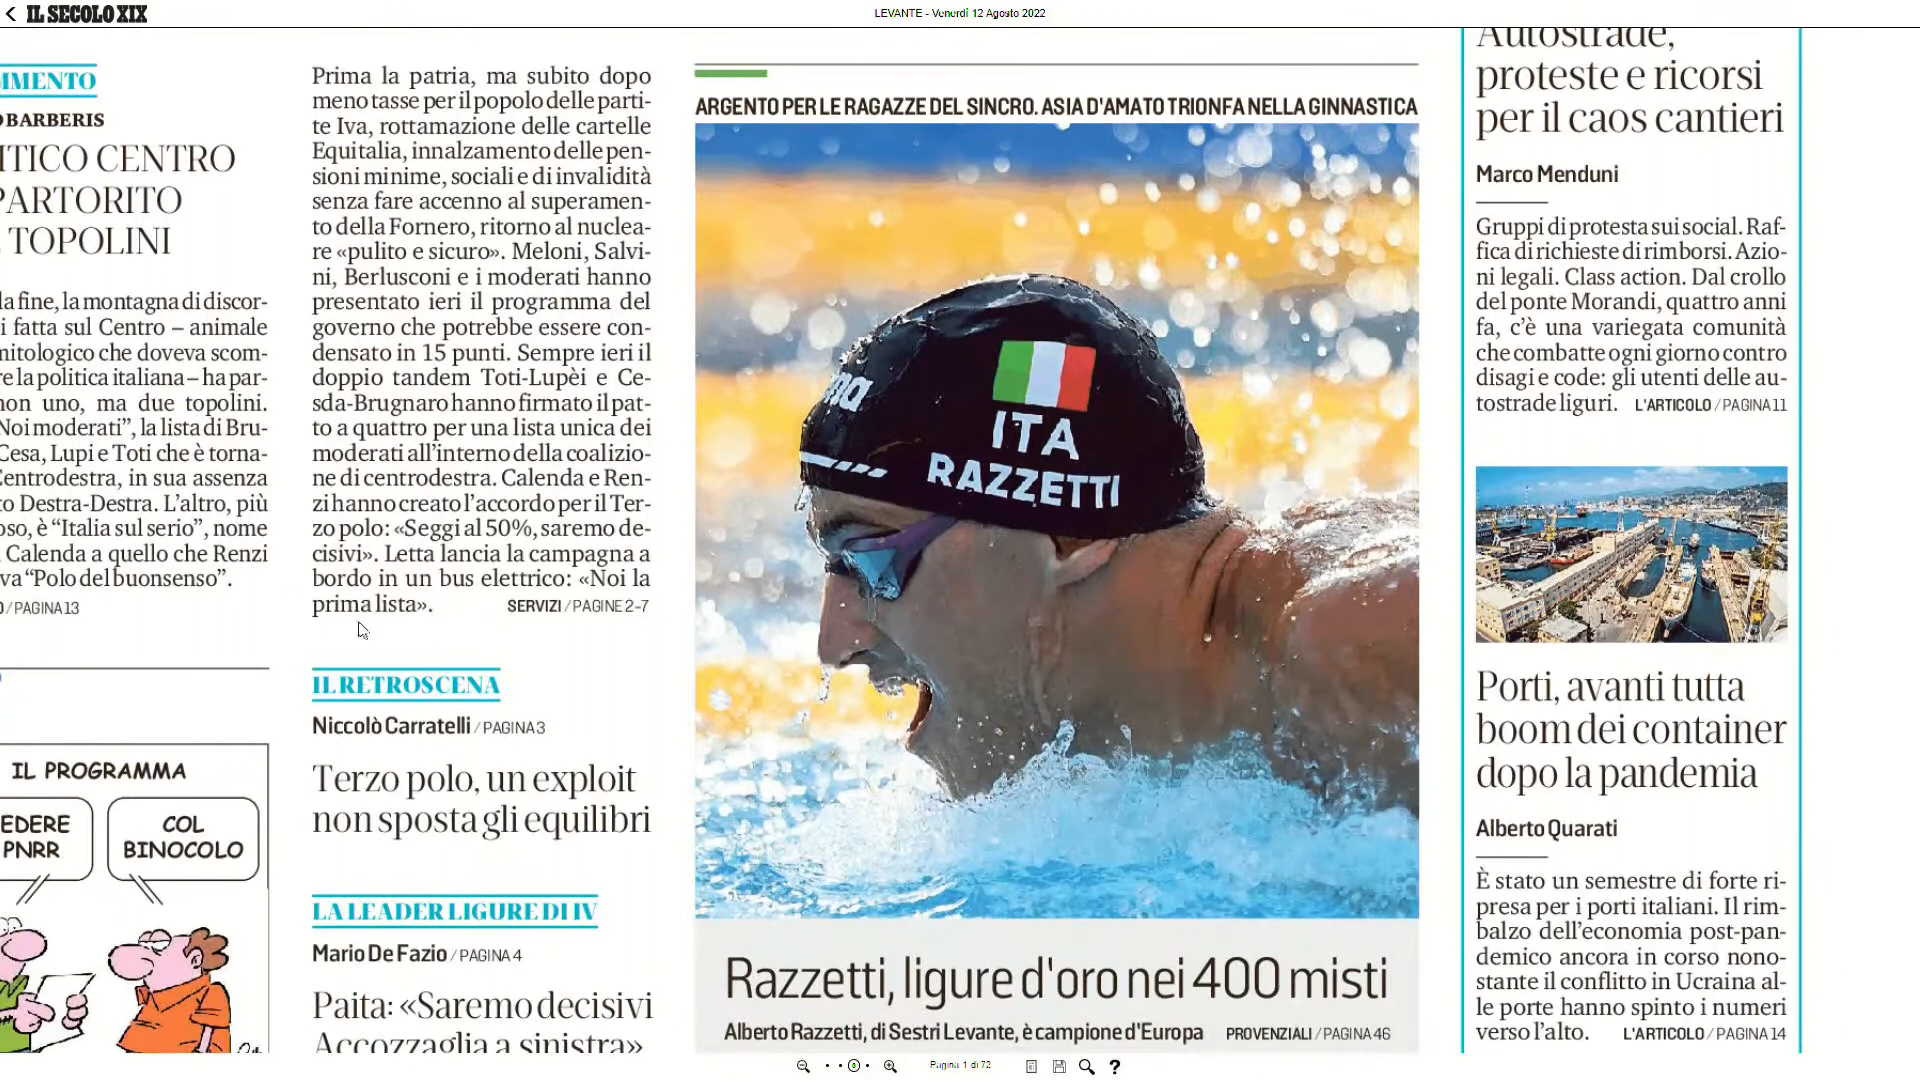 IL SECOLO XIX
LEVANTE - Venerdì 12 Agosto 2022
MMENTO
BARBERIS
ITICO CENTRO
PARTORITO
TOPOLINI
la fine, la montagna di discor-
i fatta sul Centro – animale
mitologico che doveva scom-
re la politica italiana – ha par-
non uno, ma due topolini.
Noi moderati”, la lista di Bru-
Cesa, Lupi e Toti che è torna-
Centrodestra, in sua assenza
to Destra-Destra. L’altro, più
oso, è “Italia sul serio”, nome
Calenda a quello che Renzi
va “Polo del buonsenso”.
/ PAGINA 13
IL PROGRAMMA
EDERE
PNRR
COL
BINOCOLO
Prima la patria, ma subito dopo
meno tasse per il popolo delle parti-
te Iva, rottamazione delle cartelle
Equitalia, innalzamento delle pen-
sioni minime, sociali e di invalidità
senza fare accenno al superamen-
to della Fornero, ritorno al nuclea-
re «pulito e sicuro». Meloni, Salvi-
ni, Berlusconi e i moderati hanno
presentato ieri il programma del
governo che potrebbe essere con-
densato in 15 punti. Sempre ieri il
doppio tandem Toti-Lupèi e Ce-
sda-Brugnaro hanno firmato il pat-
to a quattro per una lista unica dei
moderati all’interno della coalizio-
ne di centrodestra. Calenda e Ren-
zi hanno creato l’accordo per il Ter-
zo polo: «Seggi al 50%, saremo de-
cisivi». Letta lancia la campagna a
bordo in un bus elettrico: «Noi la
prima lista». SERVIZI / PAGINE 2-7
IL RETROSCENA
Niccolò Carratelli / PAGINA 3
Terzo polo, un exploit
non sposta gli equilibri
LA LEADER LIGURE DI IV
Mario De Fazio / PAGINA 4
Paita: «Saremo decisivi
Accozzaglia a sinistra»
ARGENTO PER LE RAGAZZE DEL SINCRO. ASIA D'AMATO TRIONFA NELLA GINNASTICA
ITA
RAZZETTI
Razzetti, ligure d'oro nei 400 misti
Alberto Razzetti, di Sestri Levante, è campione d'Europa PROVENZIALI / PAGINA 46
Autostrade,
proteste e ricorsi
per il caos cantieri
Marco Menduni
Gruppi di protesta sui social. Raf-
fica di richieste di rimborsi. Azio-
ni legali. Class action. Dal crollo
del ponte Morandi, quattro anni
fa, c’è una variegata comunità
che combatte ogni giorno contro
disagi e code: gli utenti delle au-
tostrade liguri. L'ARTICOLO / PAGINA 11
Porti, avanti tutta
boom dei container
dopo la pandemia
Alberto Quarati
È stato un semestre di forte ri-
presa per i porti italiani. Il rim-
balzo dell’economia post-pan-
demico ancora in corso nono-
stante il conflitto in Ucraina al-
le porte hanno spinto i numeri
verso l’alto. L'ARTICOLO / PAGINA 14
Pagina 1 di 72